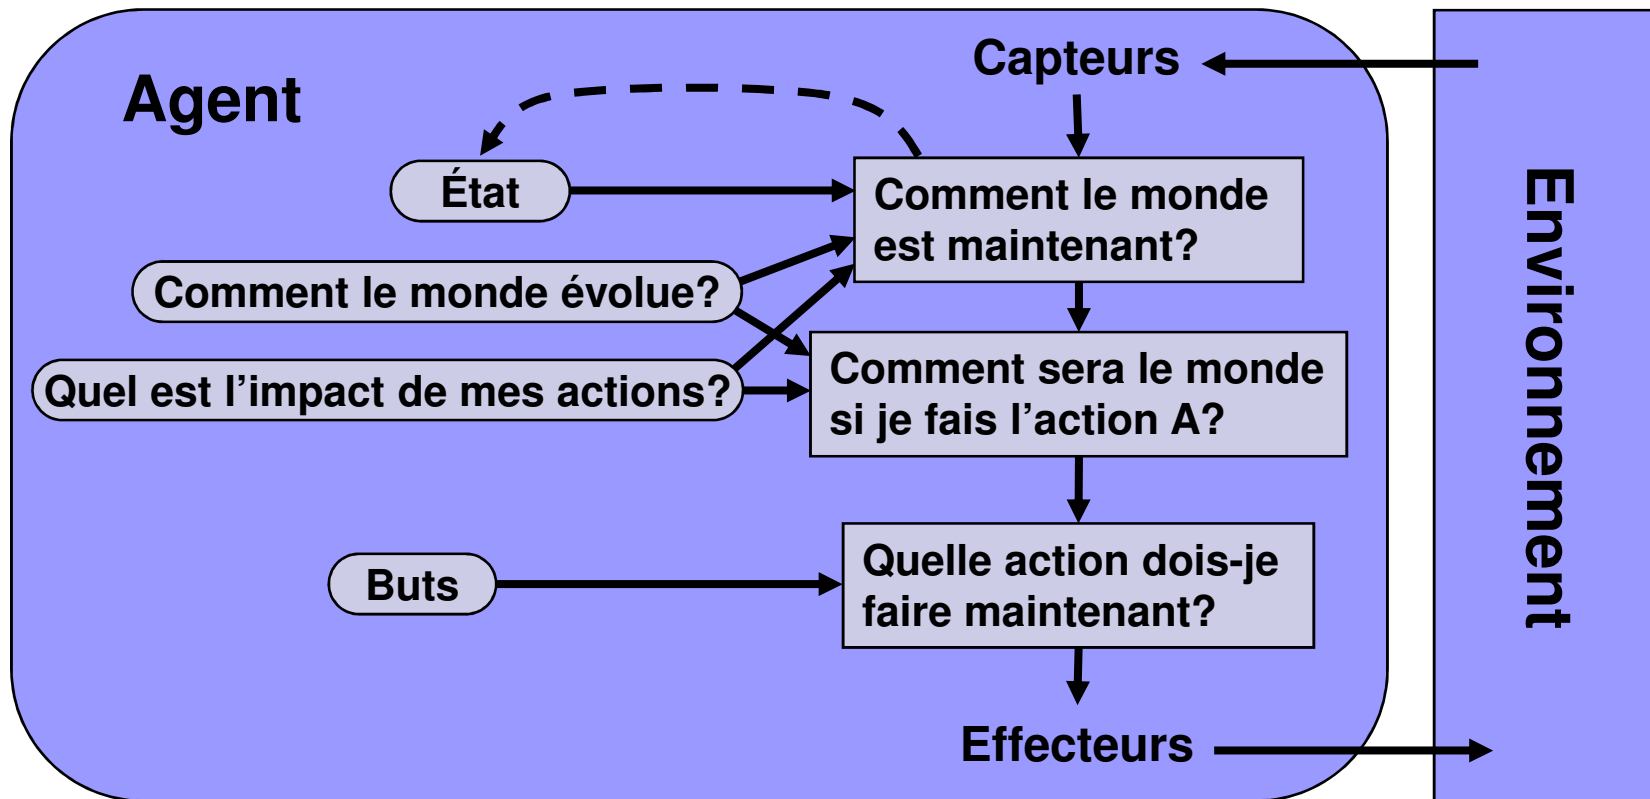 Agent
Capteurs
État
Comment le monde
est maintenant?
Comment le monde évolue?
Quel est l’impact de mes actions?
Comment sera le monde
si je fais l’action A?
Buts
Quelle action dois-je
faire maintenant?
Effecteurs
Environnement